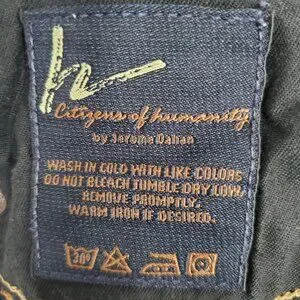 Citizens of humanity
by Jerome Dahan
WASH IN COLD WITH LIKE COLORS
DO NOT BLEACH TUMBLE DRY LOW
REMOVE PROMPTLY.
WARM IRON IF DESIRED.
30°